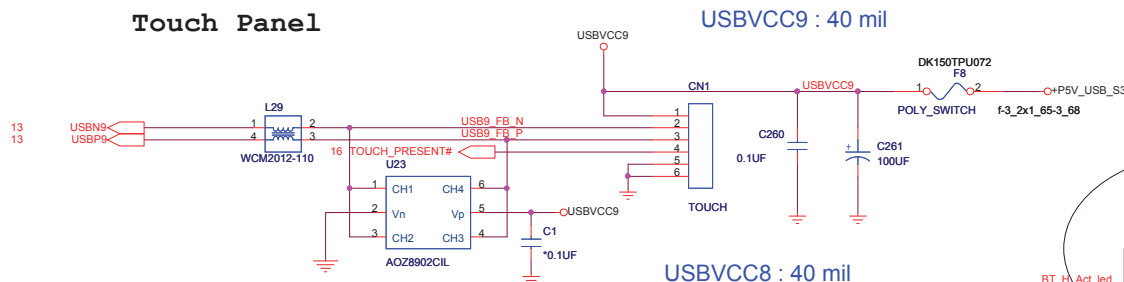 Touch Panel
USBVCC9 : 40 mil
USBVCC9
DK150TPU072
F8
CN1
USBVCC9
1
2
+P5V_USB_S3
POLY_SWITCH
f-3_2x1_65-3_68
L29
13
USBN9
1
2
USB9_FB_N
1
2
13
USBP9
4
3
USB9_FB_P
3
WCM2012-110
16
TOUCH_PRESENT#
4
5
6
C260
0.1UF
+
C261
100UF
TOUCH
U23
1
CH1
CH4
6
2
Vn
Vp
5
USBVCC9
3
CH2
CH3
4
C1
*0.1UF
AOZ8902CIL
USBVCC8 : 40 mil
BT_H_Act_led